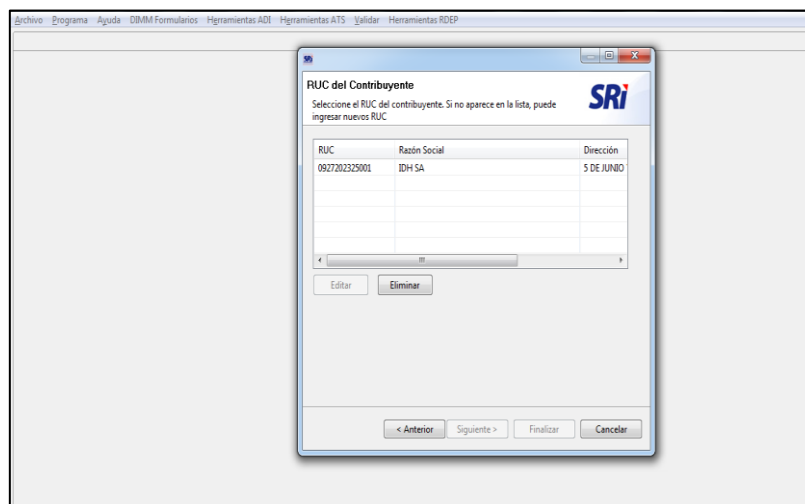 Archivo Programa Ayuda DIMM Formularios Herramientas ADI Herramientas ATS Validar Herramientas RDEP
RUC del Contribuyente
Seleccione el RUC del contribuyente. Si no aparece en la lista, puede
ingresar nuevos RUC
SRi
RUC Razón Social Dirección
0927202325001 IDH SA 5 DE JUNIO
Editar Eliminar
< Anterior Siguiente > Finalizar Cancelar